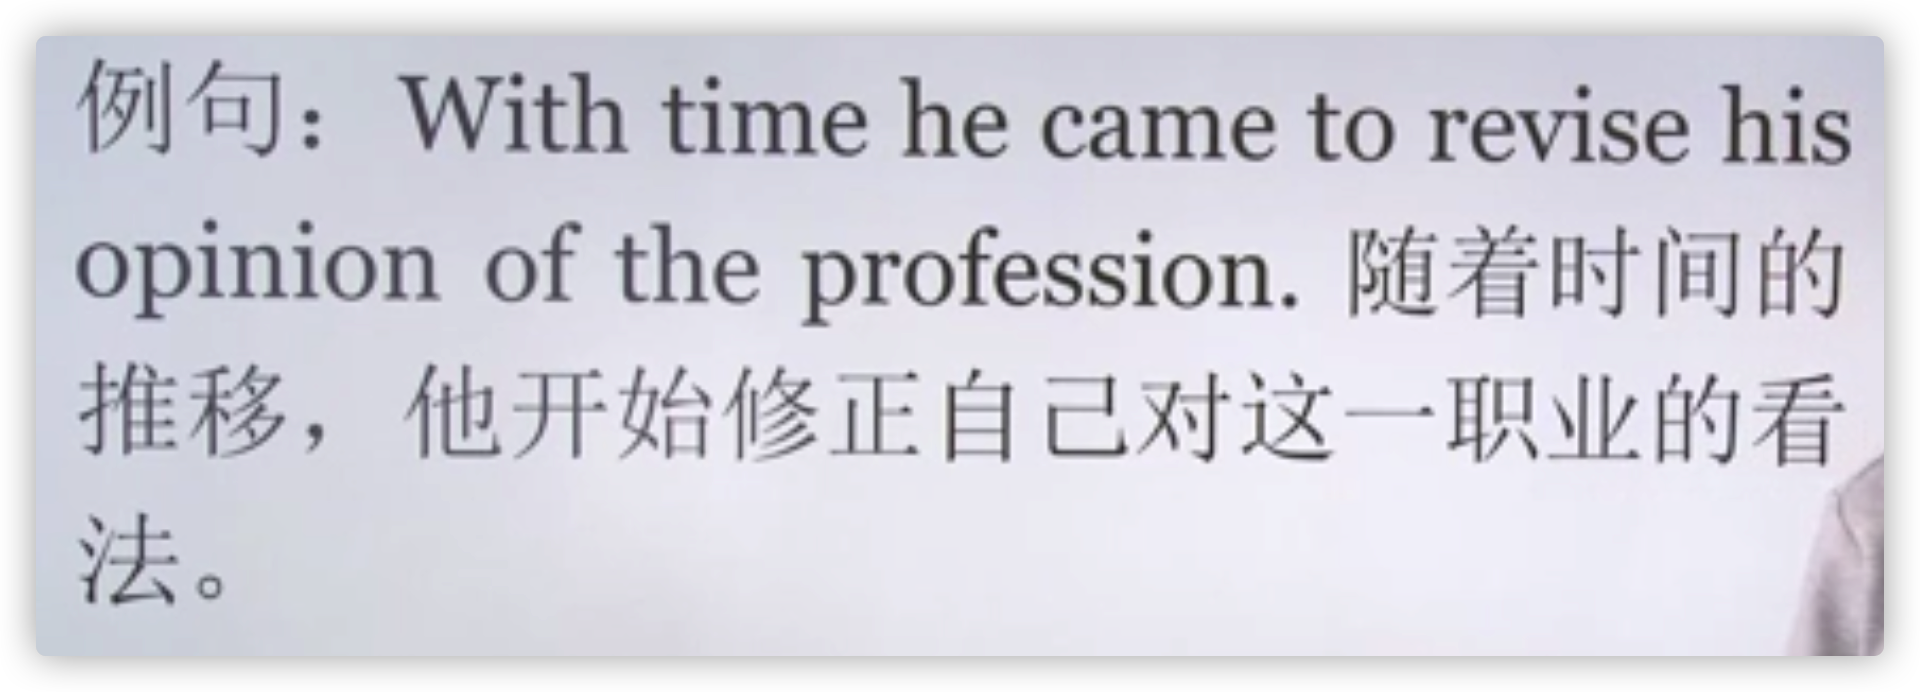 例句：With time he came to revise his
opinion of the profession. 随着时间的
推移，他开始修正自己对这一职业的看
法。